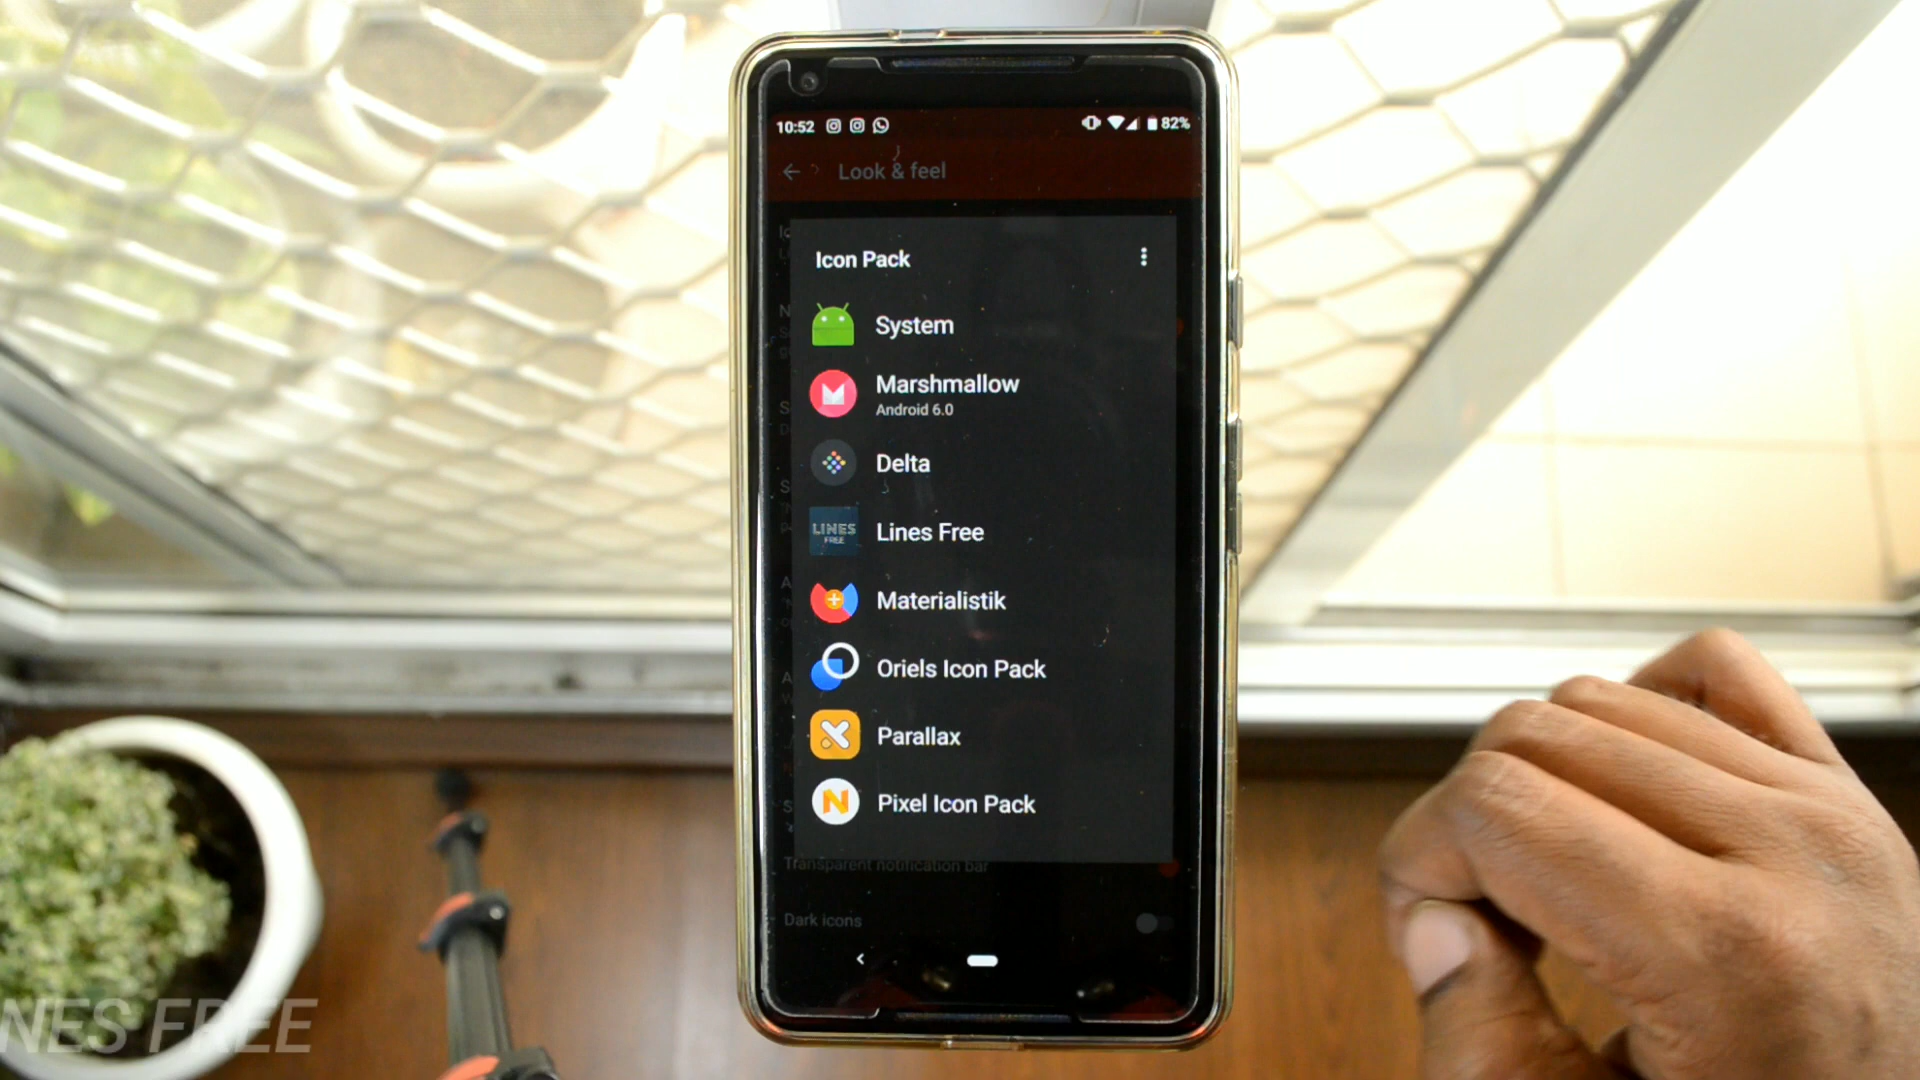 10:52
82%
Look & feel
Icon Pack
System
Marshmallow
Android 6.0
Delta
LINES
FREE
Lines Free
Materialistik
Oriels Icon Pack
Parallax
N
Pixel Icon Pack
Transparent notification bar
Dark icons
NES FREE